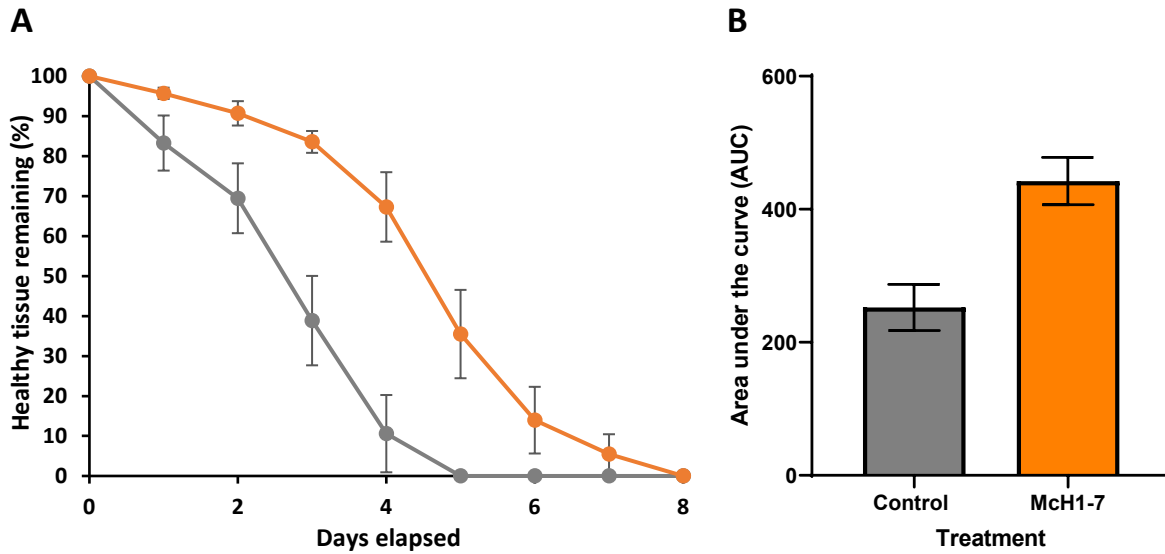 A
Healthy tissue remaining (%)
100
90
80
70
60
50
40
30
20
10
0
0 2 4 6 8
Days elapsed
B
Area under the curve (AUC)
600
400
200
0
Control McH1-7
Treatment